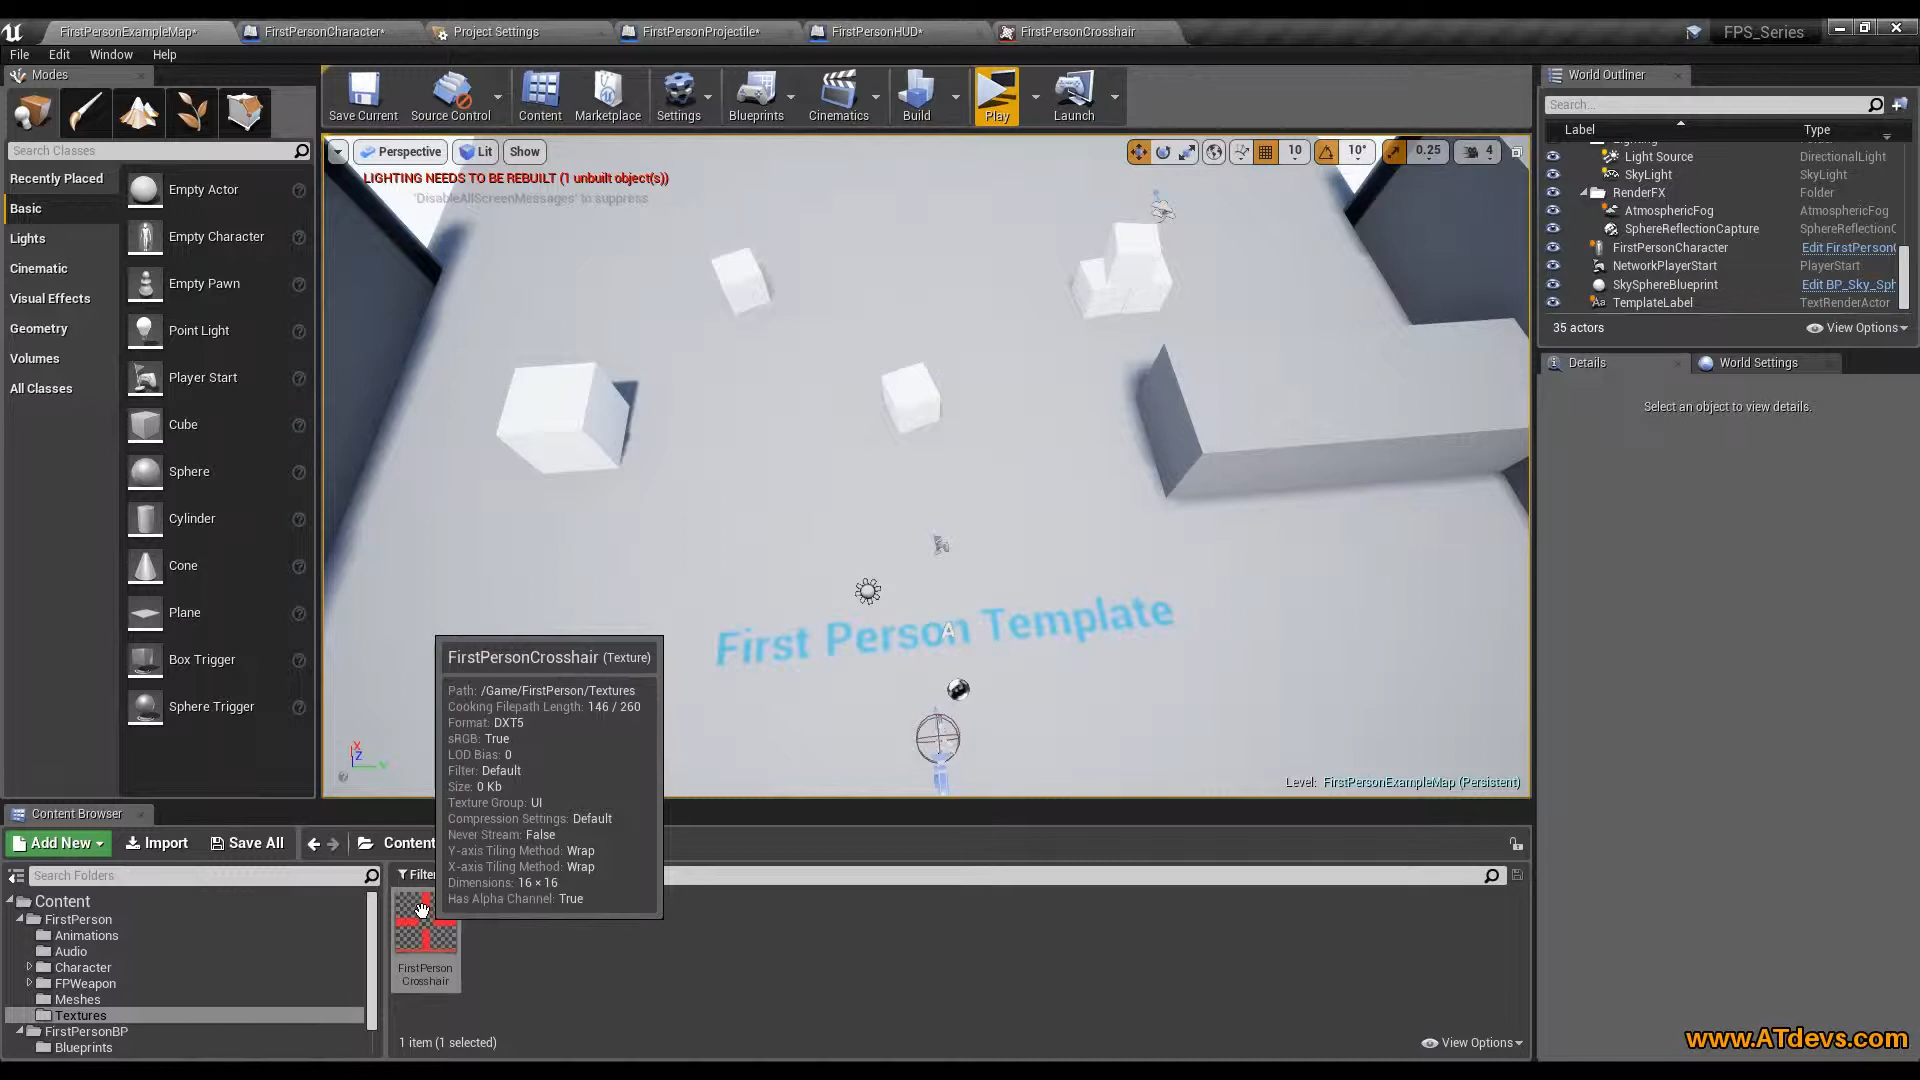 FirstPersonExampleMap*
FirstPersonCharacter*
Project Settings
FirstPersonProjectile*
FirstPersonHUD*
FirstPersonCrosshair
FPS_Series
File Edit Window Help
Modes
Save Current
Source Control
Content
Marketplace
Settings
Blueprints
Cinematics
Build
Play
Launch
World Outliner
Search...
Label Type
Search Classes
Recently Placed
Basic
Lights
Cinematic
Visual Effects
Geometry
Volumes
All Classes
Empty Actor
Empty Character
Empty Pawn
Point Light
Player Start
Cube
Sphere
Cylinder
Cone
Plane
Box Trigger
Sphere Trigger
Perspective Lit Show
10 10° 0.25 4
LIGHTING NEEDS TO BE REBUILT (1 unbuilt object(s))
'DisableAllScreenMessages' to suppress
Light Source DirectionalLight
SkyLight SkyLight
RenderFX Folder
AtmosphericFog AtmosphericFog
SphereReflectionCapture SphereReflectionC
FirstPersonCharacter Edit FirstPerson
NetworkPlayerStart PlayerStart
SkySphereBlueprint Edit BP_Sky_Sph
TemplateLabel TextRenderActor
35 actors View Options
Details World Settings
Select an object to view details.
First Person Template
FirstPersonCrosshair (Texture)
Path: /Game/FirstPerson/Textures
Cooking Filepath Length: 146 / 260
Format: DXT5
sRGB: True
LOD Bias: 0
Filter: Default
Size: 0 Kb
Texture Group: UI
Compression Settings: Default
Never Stream: False
Y-axis Tiling Method: Wrap
X-axis Tiling Method: Wrap
Dimensions: 16 × 16
Has Alpha Channel: True
X
Z
Y
Level: FirstPersonExampleMap (Persistent)
Content Browser
Add New Import Save All Content
Search Folders
Filter
Content
FirstPerson
Animations
Audio
Character
FPWeapon
Meshes
Textures
FirstPersonBP
Blueprints
FirstPerson
Crosshair
1 item (1 selected)
View Options
www.ATdevs.com